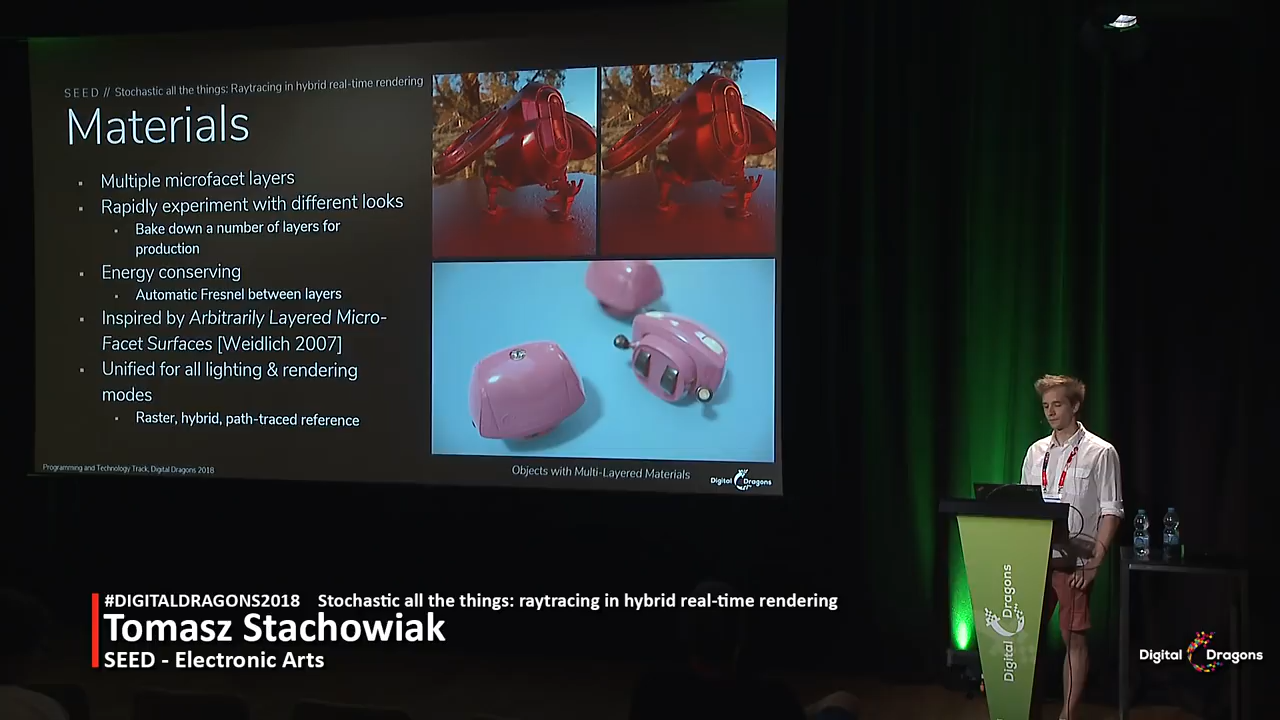 SEED // Stochastic all the things: Raytracing in hybrid real-time rendering
Materials
Multiple microfacet layers
Rapidly experiment with different looks
Bake down a number of layers for
production
Energy conserving
Automatic Fresnel between layers
Inspired by Arbitrarily Layered Micro-
Facet Surfaces [Weidlich 2007]
Unified for all lighting & rendering
modes
Raster, hybrid, path-traced reference
Programming and Technology Track, Digital Dragons 2018
Objects with Multi-Layered Materials
Digital Dragons
#DIGITALDRAGONS2018 Stochastic all the things: raytracing in hybrid real-time rendering
Tomasz Stachowiak
SEED - Electronic Arts
Digital Dragons
Digital Dragons